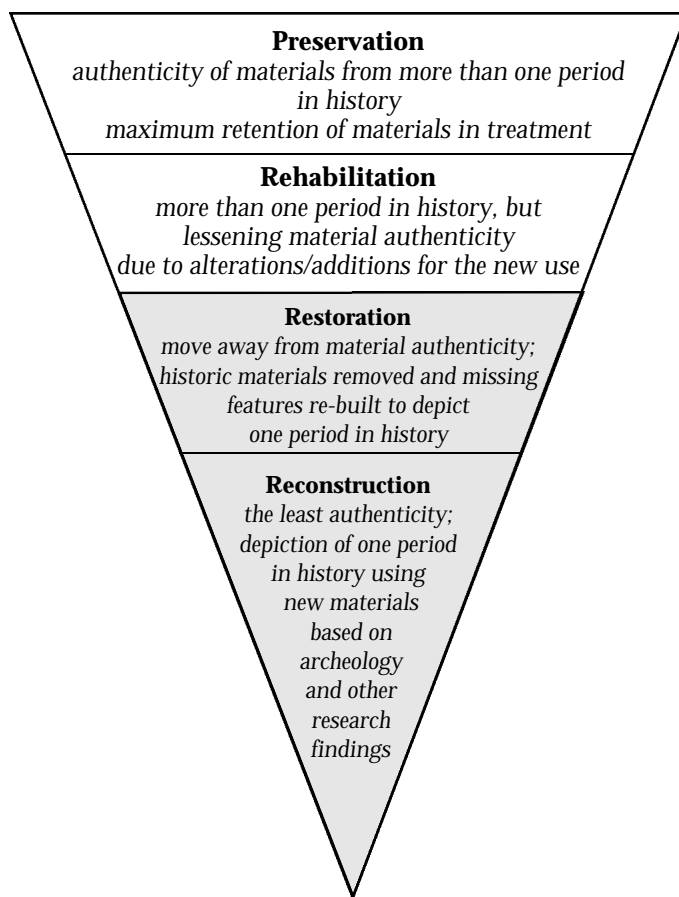 Preservation
authenticity of materials from more than one period
in history
maximum retention of materials in treatment
Rehabilitation
more than one period in history, but
lessening material authenticity
due to alterations/additions for the new use
Restoration
move away from material authenticity;
historic materials removed and missing
features re-built to depict
one period in history
Reconstruction
the least authenticity;
depiction of one period
in history using
new materials
based on
archeology
and other
research
findings